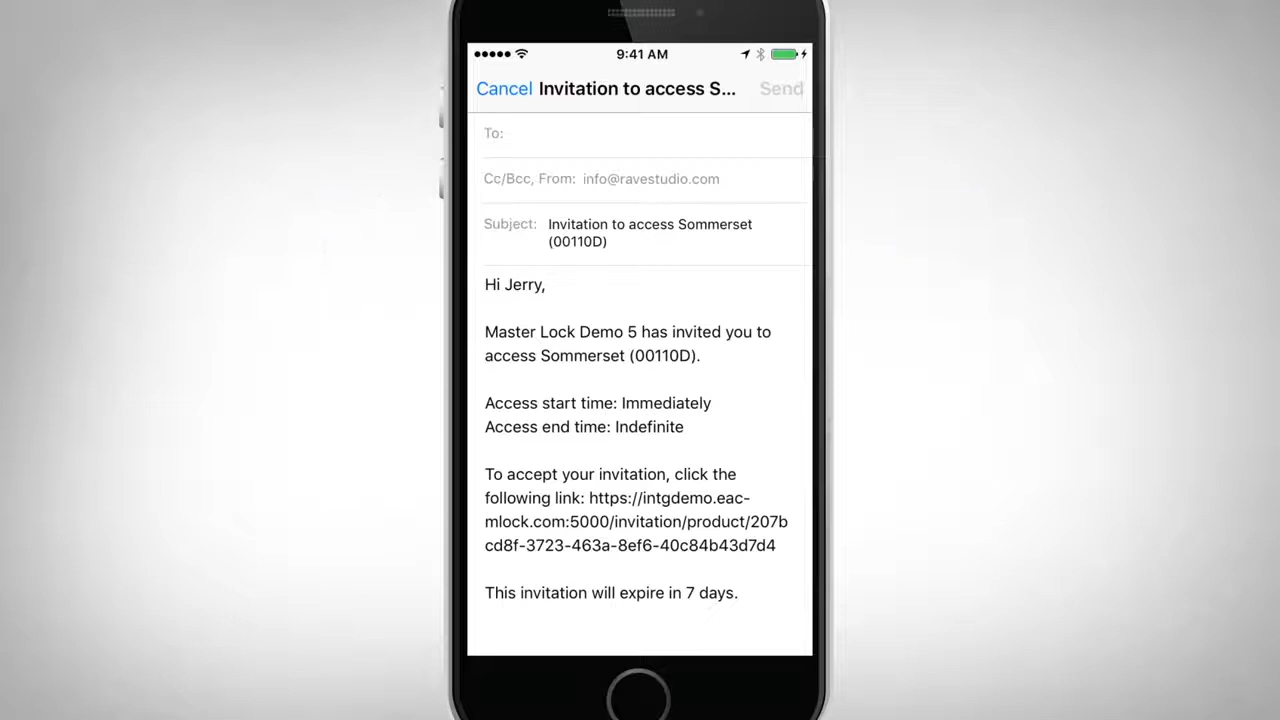 9:41 AM
Cancel Invitation to access S... Send
To:
Cc/Bcc, From: info@ravestudio.com
Subject: Invitation to access Sommerset
(00110D)
Hi Jerry,
Master Lock Demo 5 has invited you to
access Sommerset (00110D).
Access start time: Immediately
Access end time: Indefinite
To accept your invitation, click the
following link: https://intgdemo.eac-
mlock.com:5000/invitation/product/207b
cd8f-3723-463a-8ef6-40c84b43d7d4
This invitation will expire in 7 days.